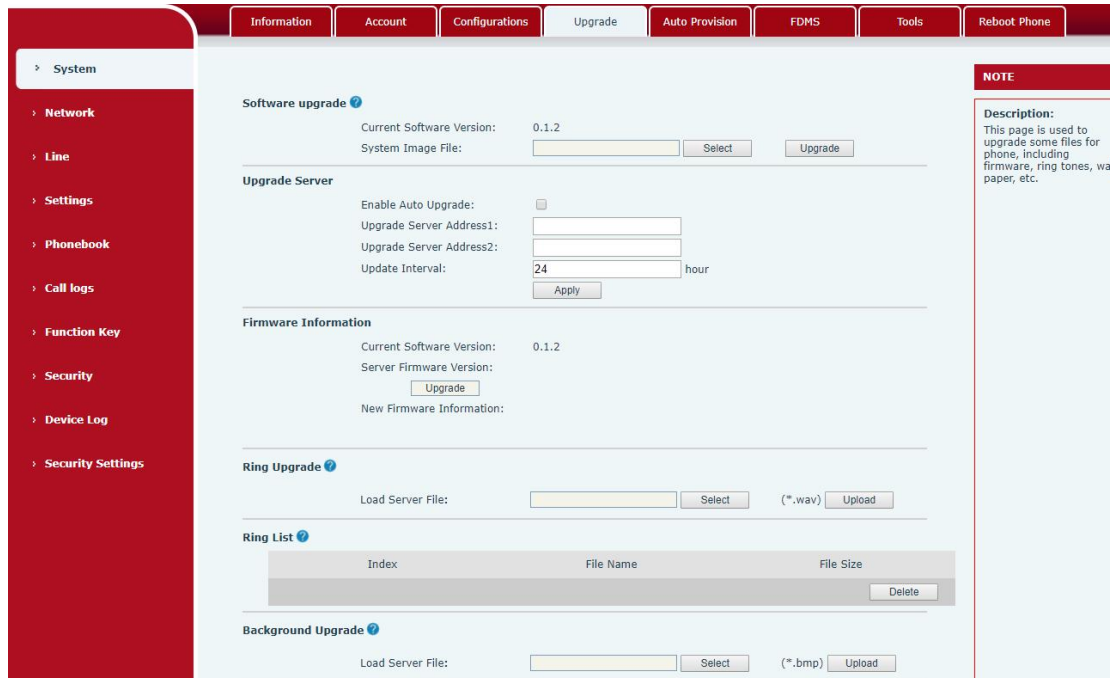 Information Account Configurations Upgrade Auto Provision FDMS Tools Reboot Phone
› System
› Network
› Line
› Settings
› Phonebook
› Call logs
› Function Key
› Security
› Device Log
› Security Settings
Software upgrade ?
Current Software Version: 0.1.2
System Image File: Select Upgrade
Upgrade Server
Enable Auto Upgrade:
Upgrade Server Address1:
Upgrade Server Address2:
Update Interval: 24 hour
Apply
Firmware Information
Current Software Version: 0.1.2
Server Firmware Version:
Upgrade
New Firmware Information:
Ring Upgrade ?
Load Server File: Select (*.wav) Upload
Ring List ?
Index File Name File Size
Delete
Background Upgrade ?
Load Server File: Select (*.bmp) Upload
NOTE
Description:
This page is used to
upgrade some files for
phone, including
firmware, ring tones, wa
paper, etc.